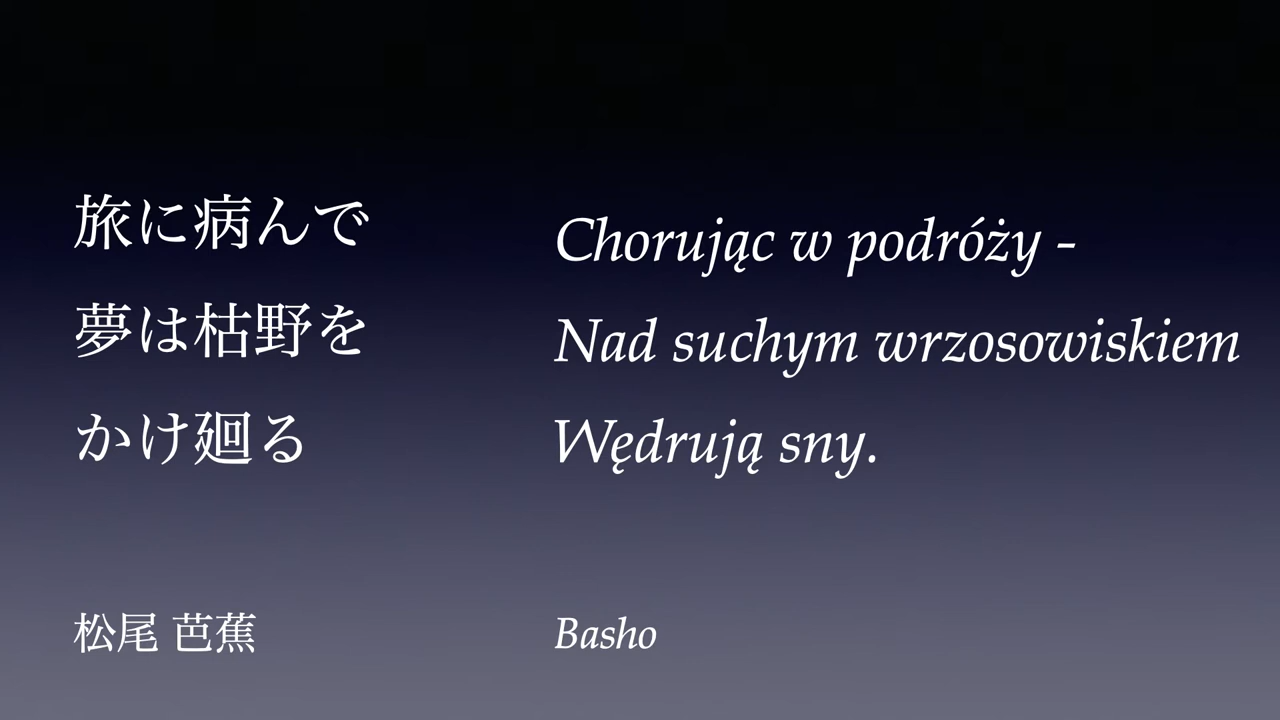 旅に病んで
夢は枯野を
かけ廻る
松尾 芭蕉
Chorując w podróży -
Nad suchym wrzosowiskiem
Wędrują sny.
Basho